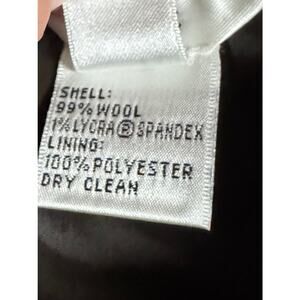 SHELL:
99% WOOL
1% LYCRA® SPANDEX
LINING:
100% POLYESTER
DRY CLEAN